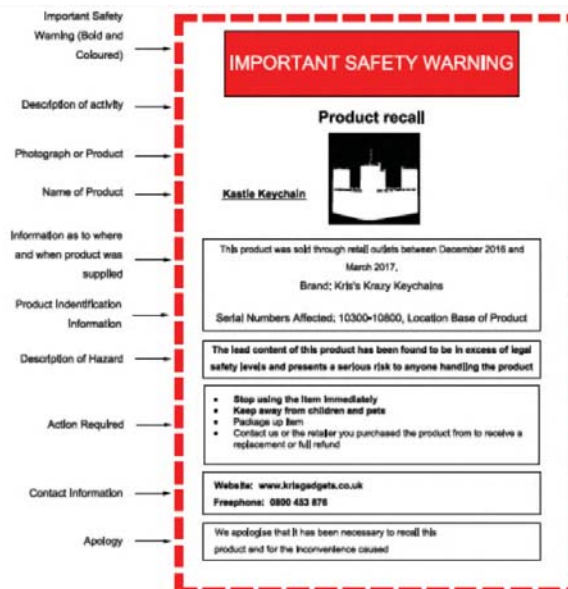 Important Safety
Warning (Bold and
Coloured)
IMPORTANT SAFETY WARNING
Description of activity
Product recall
Photograph or Product
Name of Product
Kastle Keychain
Information as to where
and when product was
supplied
This product was sold through retail outlets between December 2016 and
March 2017.
Brand: Kris's Krazy Keychains
Product Indentification
Information
Serial Numbers Affected: 10300-10800, Location Base of Product
Description of Hazard
The lead content of this product has been found to be in excess of legal
safety levels and presents a serious risk to anyone handling the product
Action Required
• Stop using the item immediately
• Keep away from children and pets
• Package up item
• Contact us or the retailer you purchased the product from to receive a
replacement or full refund
Contact Information
Website: www.krisgadgets.co.uk
Freephone: 0800 453 876
Apology
We apologise that it has been necessary to recall this
product and for the inconvenience caused